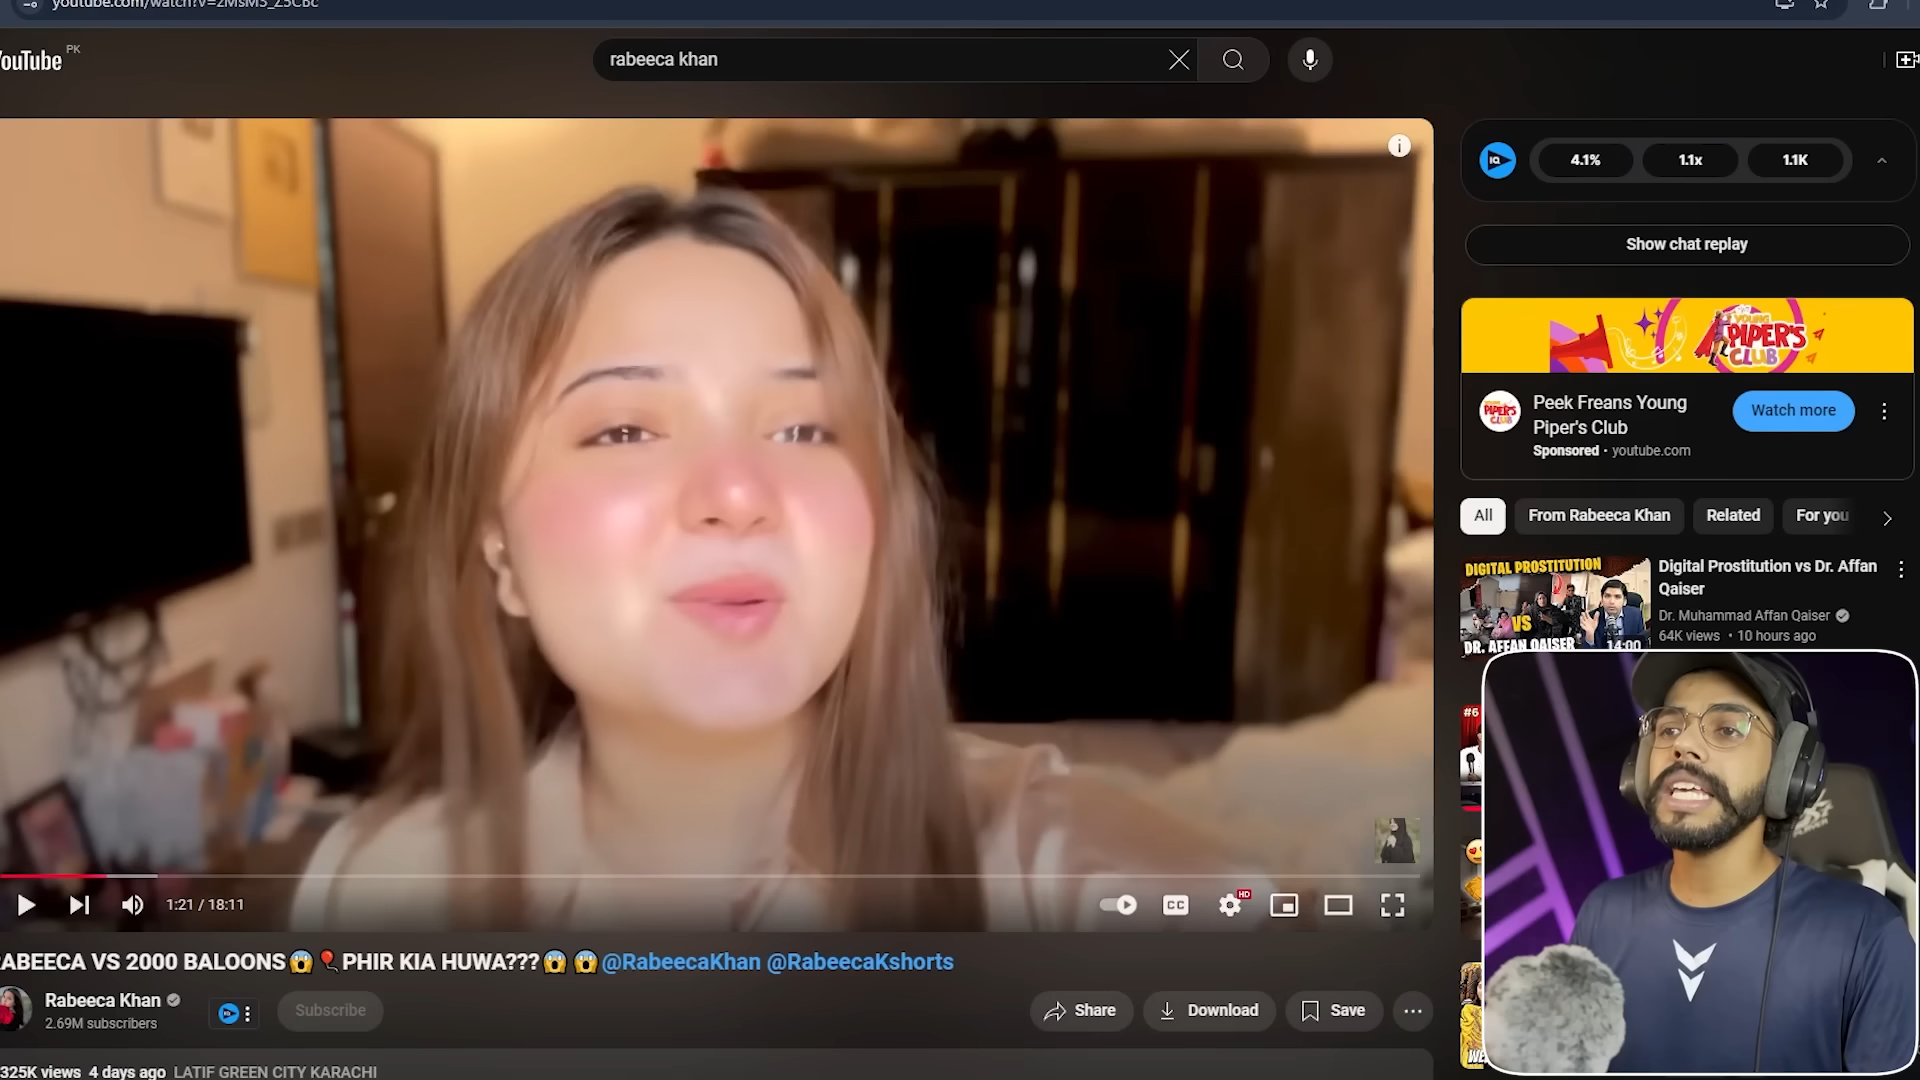 YouTube PK
rabeeca khan
4.1% 1.1x 1.1K
Show chat replay
YOUNG
PIPER'S
CLUB
Peek Freans Young
Piper's Club
Watch more
Sponsored · youtube.com
All From Rabeeca Khan Related For you
DIGITAL PROSTITUTION
VS
DR. AFFAN QAISER
14:00
Digital Prostitution vs Dr. Affan
Qaiser
Dr. Muhammad Affan Qaiser
64K views · 10 hours ago
#6
1:21 / 18:11
CC
HD
ABEECA VS 2000 BALOONS😱🎈PHIR KIA HUWA???😱 😱@RabeecaKhan @RabeecaKshorts
Rabeeca Khan
2.69M subscribers
Subscribe
Share Download Save
325K views 4 days ago LATIF GREEN CITY KARACHI